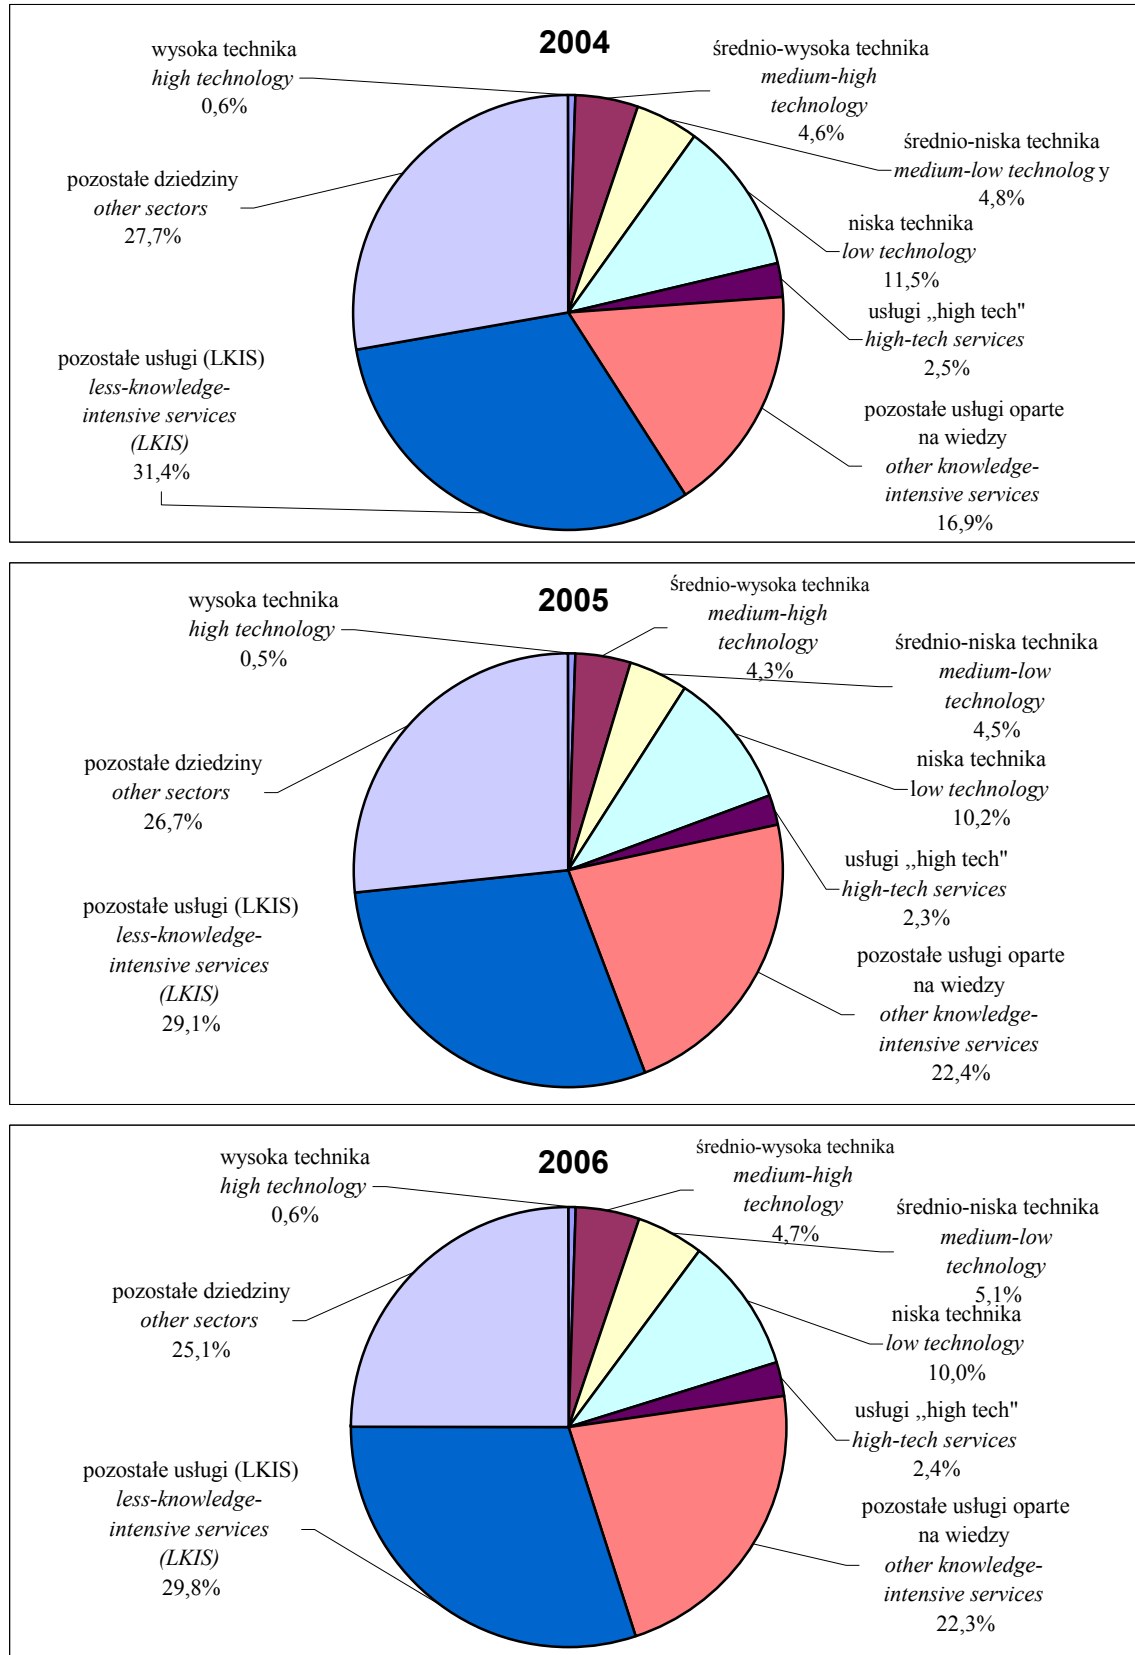 2004
wysoka technika
high technology
0,6%
średnio-wysoka technika
medium-high
technology
4,6%
średnio-niska technika
medium-low technolog y
4,8%
niska technika
low technology
11,5%
usługi ,,high tech"
high-tech services
2,5%
pozostałe usługi oparte
na wiedzy
other knowledge-
intensive services
16,9%
pozostałe usługi (LKIS)
less-knowledge-
intensive services
(LKIS)
31,4%
pozostałe dziedziny
other sectors
27,7%
2005
wysoka technika
high technology
0,5%
średnio-wysoka technika
medium-high
technology
4,3%
średnio-niska technika
medium-low
technology
4,5%
niska technika
low technology
10,2%
usługi ,,high tech"
high-tech services
2,3%
pozostałe usługi oparte
na wiedzy
other knowledge-
intensive services
22,4%
pozostałe usługi (LKIS)
less-knowledge-
intensive services
(LKIS)
29,1%
pozostałe dziedziny
other sectors
26,7%
2006
wysoka technika
high technology
0,6%
średnio-wysoka technika
medium-high
technology
4,7%
średnio-niska technika
medium-low
technology
5,1%
niska technika
low technology
10,0%
usługi ,,high tech"
high-tech services
2,4%
pozostałe usługi oparte
na wiedzy
other knowledge-
intensive services
22,3%
pozostałe usługi (LKIS)
less-knowledge-
intensive services
(LKIS)
29,8%
pozostałe dziedziny
other sectors
25,1%